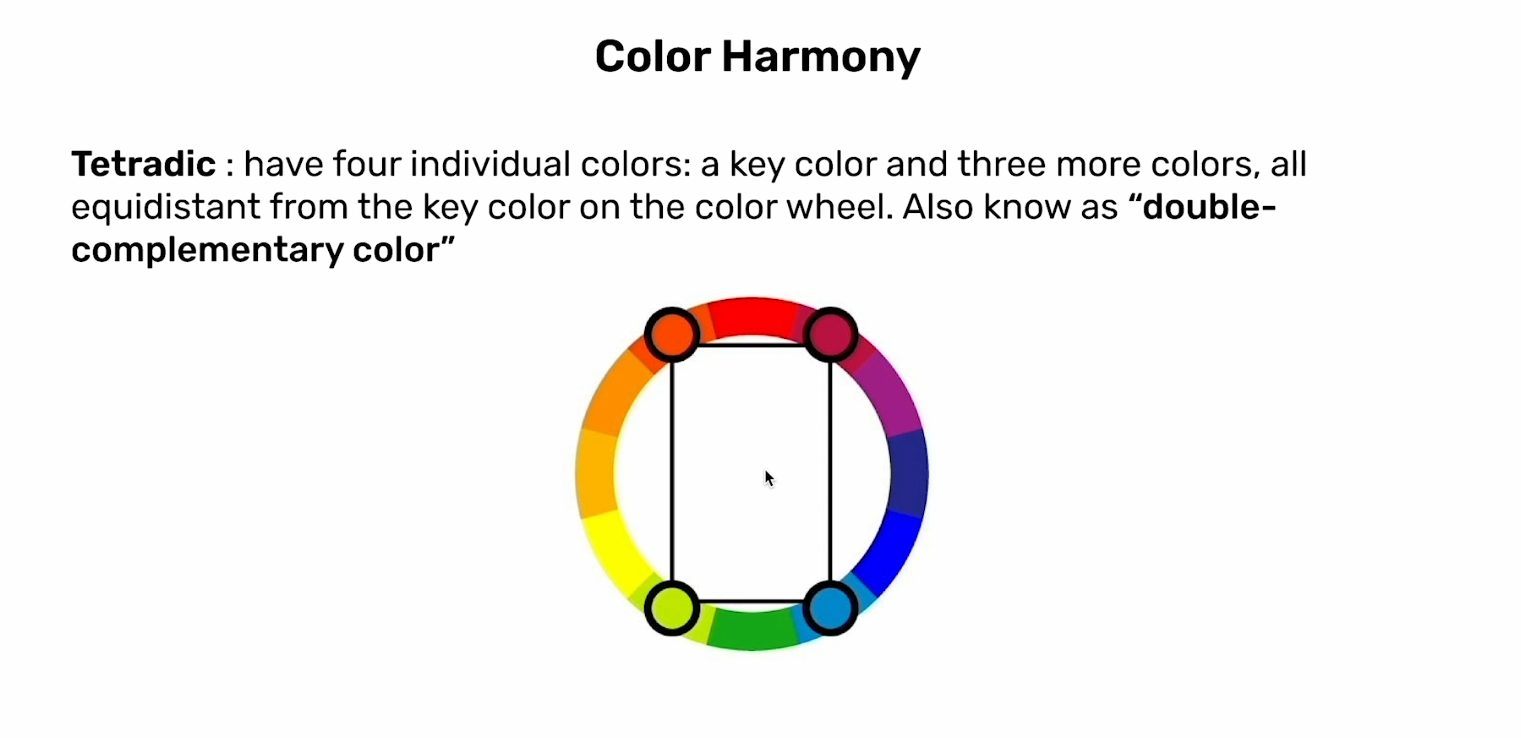 Color Harmony
Tetradic : have four individual colors: a key color and three more colors, all
equidistant from the key color on the color wheel. Also know as “double-
complementary color”